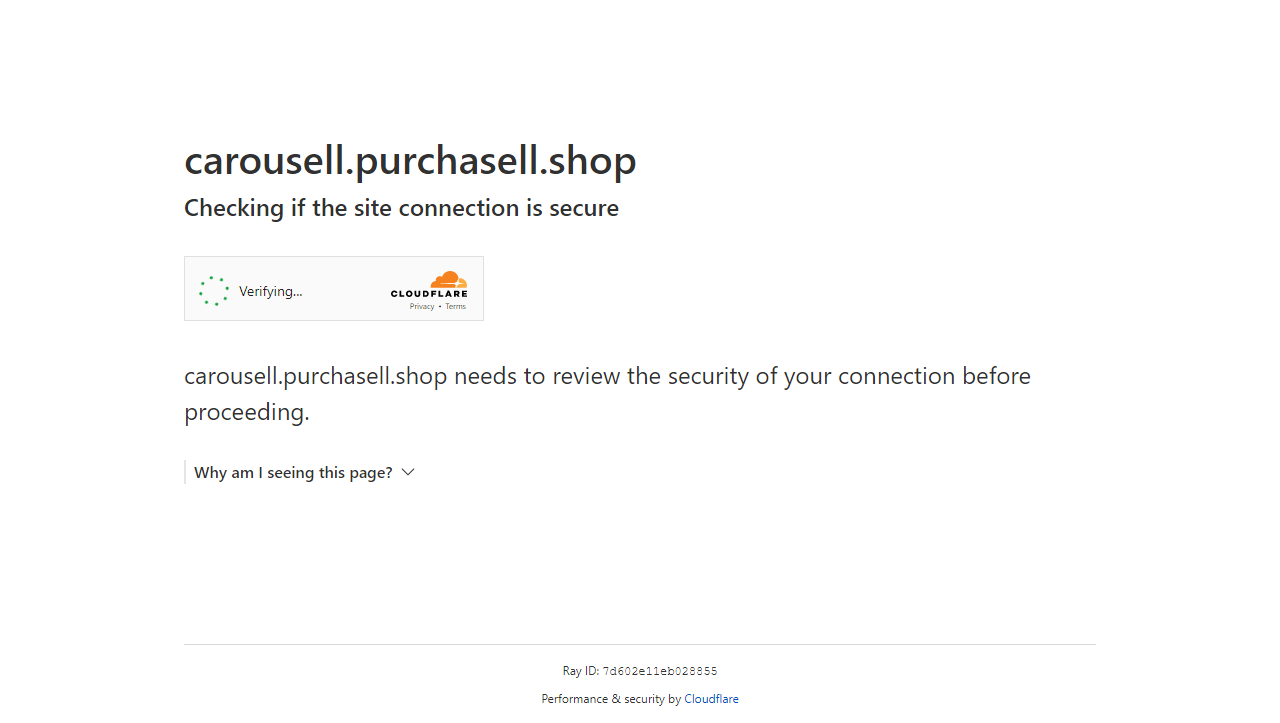 carousell.purchasell.shop
Checking if the site connection is secure
Verifying...
CLOUDFLARE
Privacy • Terms
carousell.purchasell.shop needs to review the security of your connection before
proceeding.
Why am I seeing this page?
Ray ID: 7d602e11eb028855
Performance & security by Cloudflare